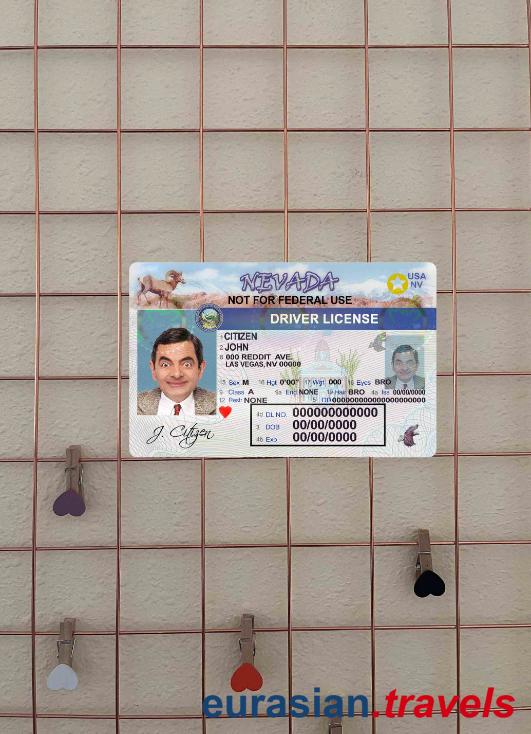 NEVADA
USA
NV
NOT FOR FEDERAL USE
DRIVER LICENSE
1 CITIZEN
2 JOHN
8 000 REDDIT AVE.
LAS VEGAS, NV 00000
15 Sex M 16 Hgt 0'00" 17 Wgt 000 18 Eyes BRO
9 Class A 9a End NONE 19 Hair BRO 4a Iss 00/00/0000
12 Rest NONE
4d DL NO. 000000000000
3 DOB 00/00/0000
4b Exp 00/00/0000
J. Citizen
eurasian.travels